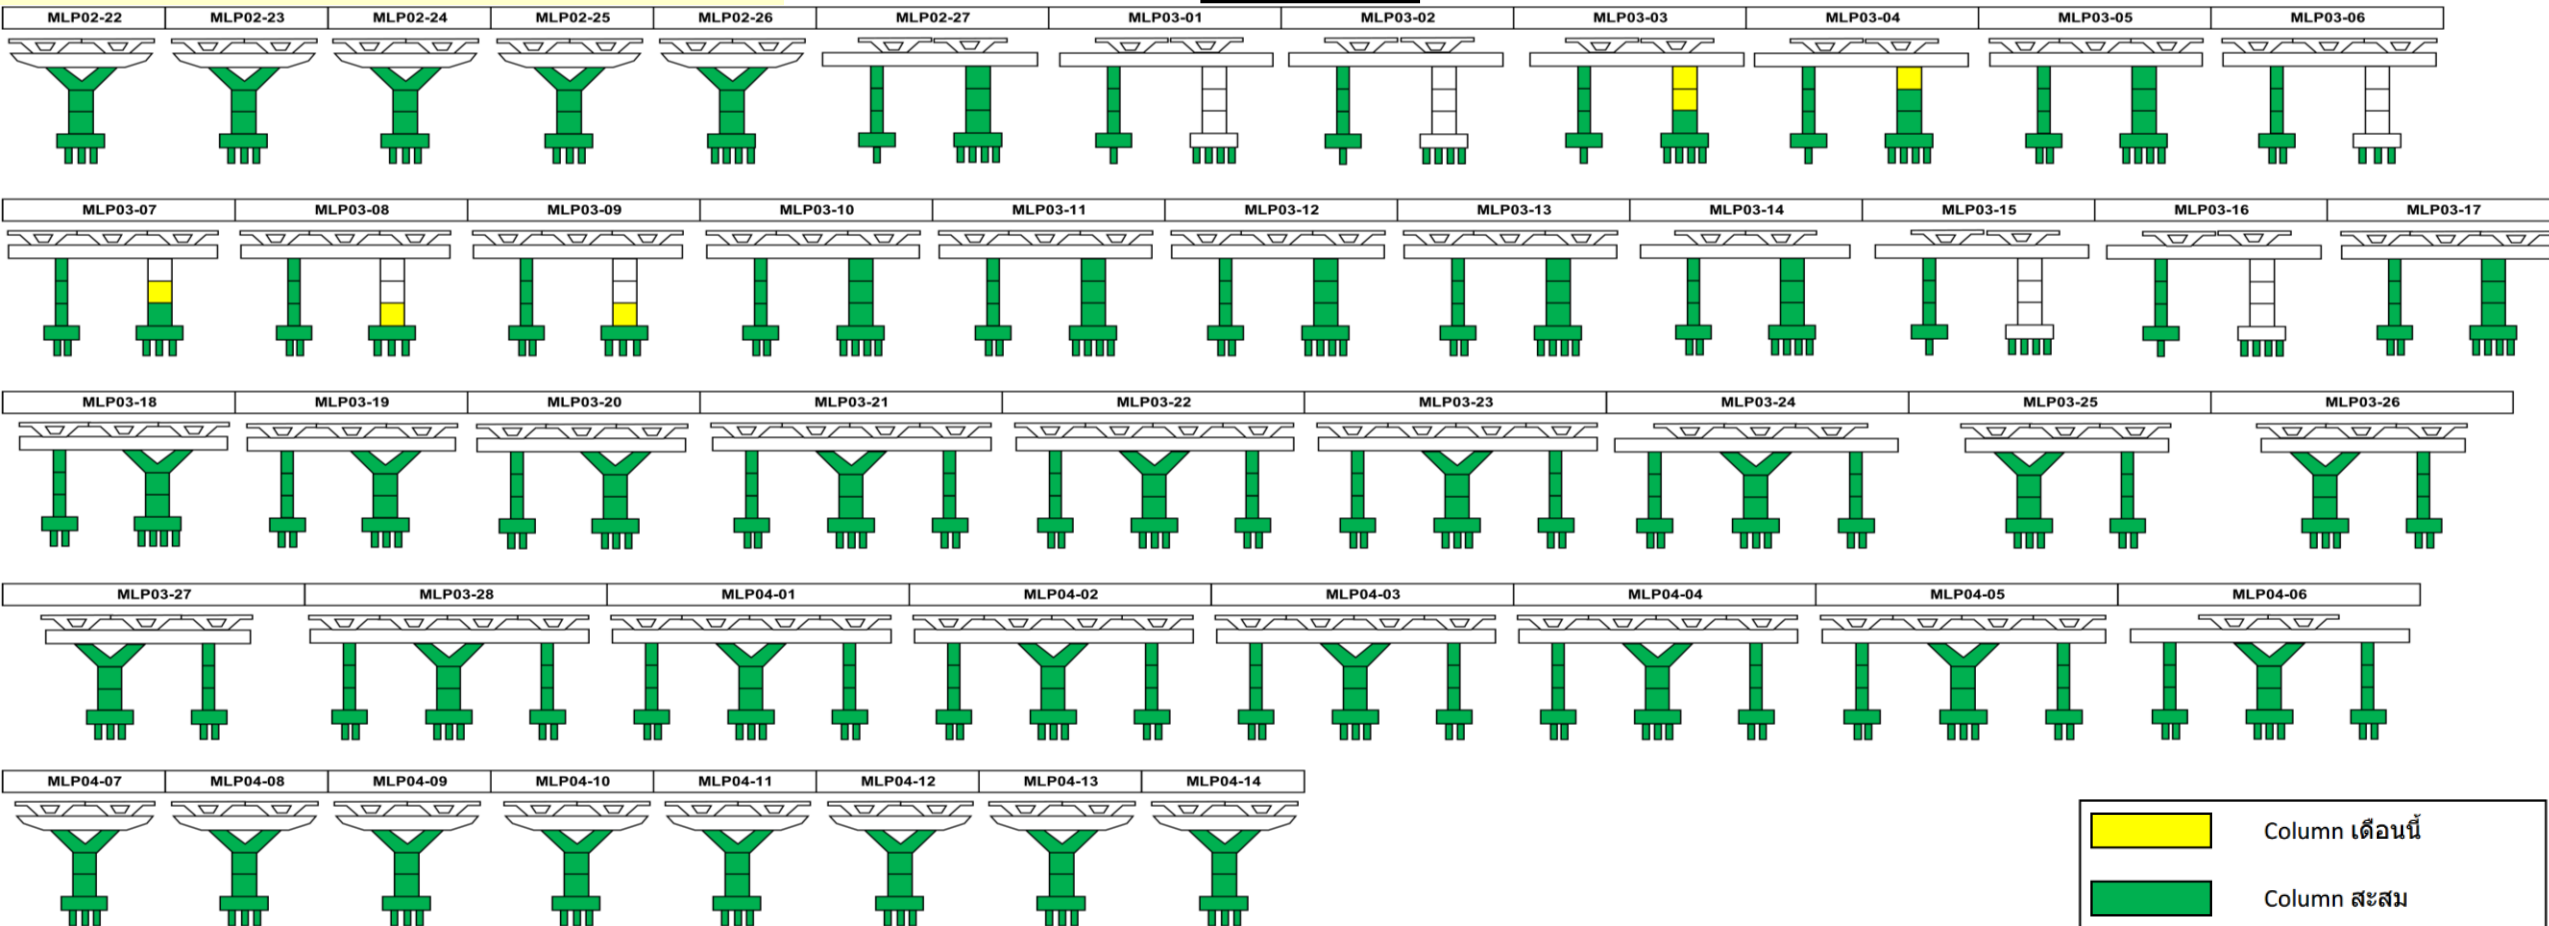 MLP02-22 MLP02-23 MLP02-24 MLP02-25 MLP02-26 MLP02-27 MLP03-01 MLP03-02 MLP03-03 MLP03-04 MLP03-05 MLP03-06
MLP03-07 MLP03-08 MLP03-09 MLP03-10 MLP03-11 MLP03-12 MLP03-13 MLP03-14 MLP03-15 MLP03-16 MLP03-17
MLP03-18 MLP03-19 MLP03-20 MLP03-21 MLP03-22 MLP03-23 MLP03-24 MLP03-25 MLP03-26
MLP03-27 MLP03-28 MLP04-01 MLP04-02 MLP04-03 MLP04-04 MLP04-05 MLP04-06
MLP04-07 MLP04-08 MLP04-09 MLP04-10 MLP04-11 MLP04-12 MLP04-13 MLP04-14
Column เดือนนี้
Column สะสม